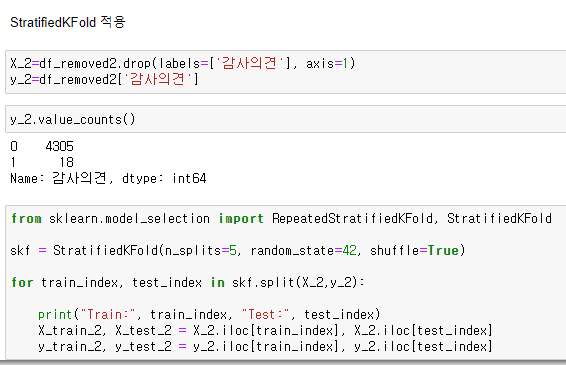 StratifiedKFold 적용
X_2=df_removed2.drop(labels=['감사의견'], axis=1)
y_2=df_removed2['감사의견']
y_2.value_counts()
0    4305
1      18
Name: 감사의견, dtype: int64
from sklearn.model_selection import RepeatedStratifiedKFold, StratifiedKFold
skf = StratifiedKFold(n_splits=5, random_state=42, shuffle=True)
for train_index, test_index in skf.split(X_2,y_2):
    print("Train:", train_index, "Test:", test_index)
    X_train_2, X_test_2 = X_2.iloc[train_index], X_2.iloc[test_index]
    y_train_2, y_test_2 = y_2.iloc[train_index], y_2.iloc[test_index]